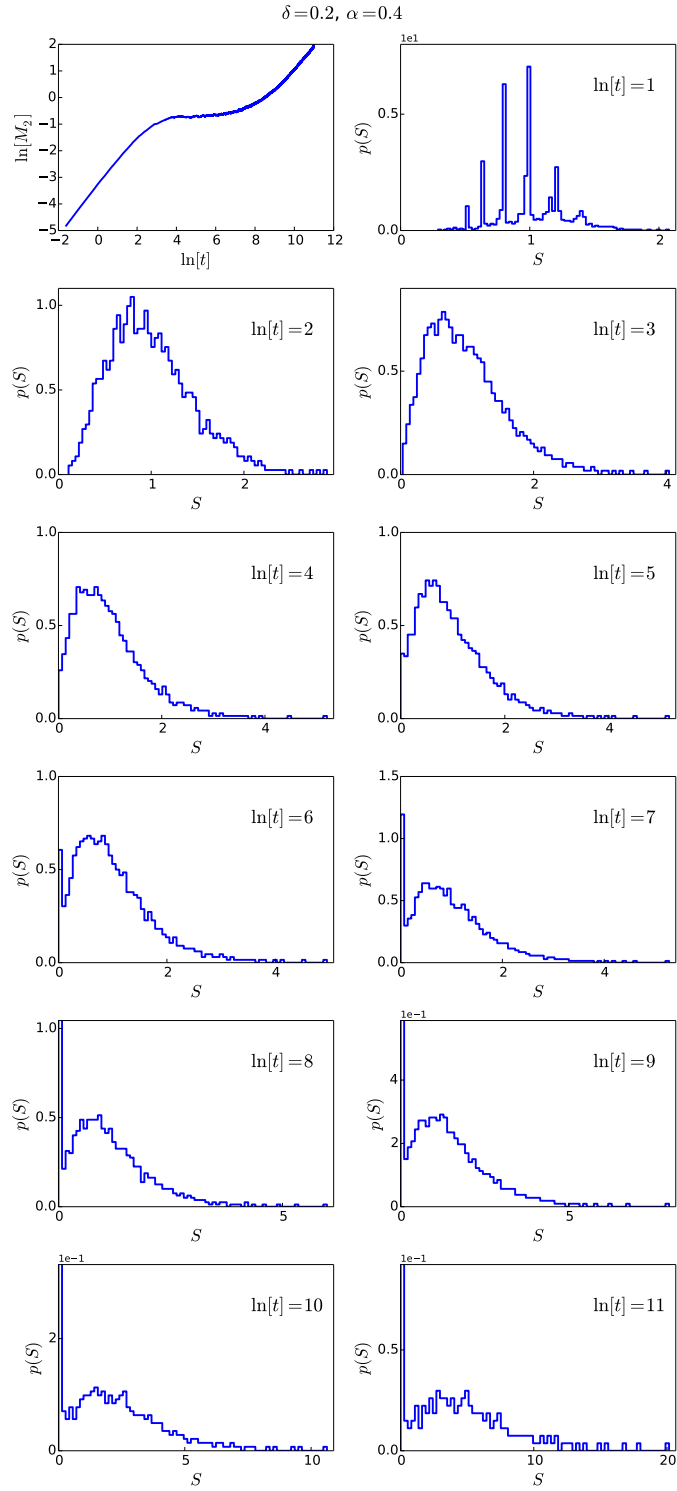 δ=0.2, α=0.4
2
1
0
−1
−2
−3
−4
−5
ln[M₂]
−2 0 2 4 6 8 10 12
ln[t]
1e1
0.5
0
p(S)
ln[t]=1
0 1 2
S
1.0
0.5
0.0
p(S)
ln[t]=2
0 1 2
S
0.5
0
p(S)
ln[t]=3
0 2 4
S
1.0
0.5
0.0
p(S)
ln[t]=4
0 2 4
S
1.0
0.5
0.0
p(S)
ln[t]=5
0 2 4
S
1.0
0.5
0.0
p(S)
ln[t]=6
0 2 4
S
1.5
1.0
0.5
0.0
p(S)
ln[t]=7
0 2 4
S
1.0
0.5
0.0
p(S)
ln[t]=8
0 5
S
1e−1
4
2
0
p(S)
ln[t]=9
0 5
S
1e−1
2
0
p(S)
ln[t]=10
0 5 10
S
1e−1
0.5
0
p(S)
ln[t]=11
0 5 10 15 20
S